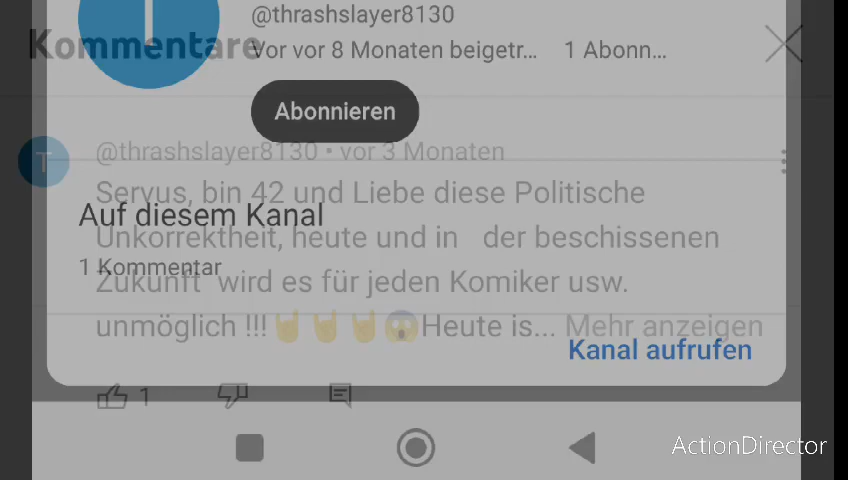 T
@thrashslayer8130
Kommentare
Vor vor 8 Monaten beigetr... 1 Abonn...
Abonnieren
@thrashslayer8130 • vor 3 Monaten
T
Servus, bin 42 und Liebe diese Politische
Auf diesem Kanal
Unkorrektheit, heute und in der beschissenen
1 Kommentar
Zukunft wird es für jeden Komiker usw.
unmöglich !!!🤘🤘🤘😱Heute is... Mehr anzeigen
Kanal aufrufen
1
ActionDirector